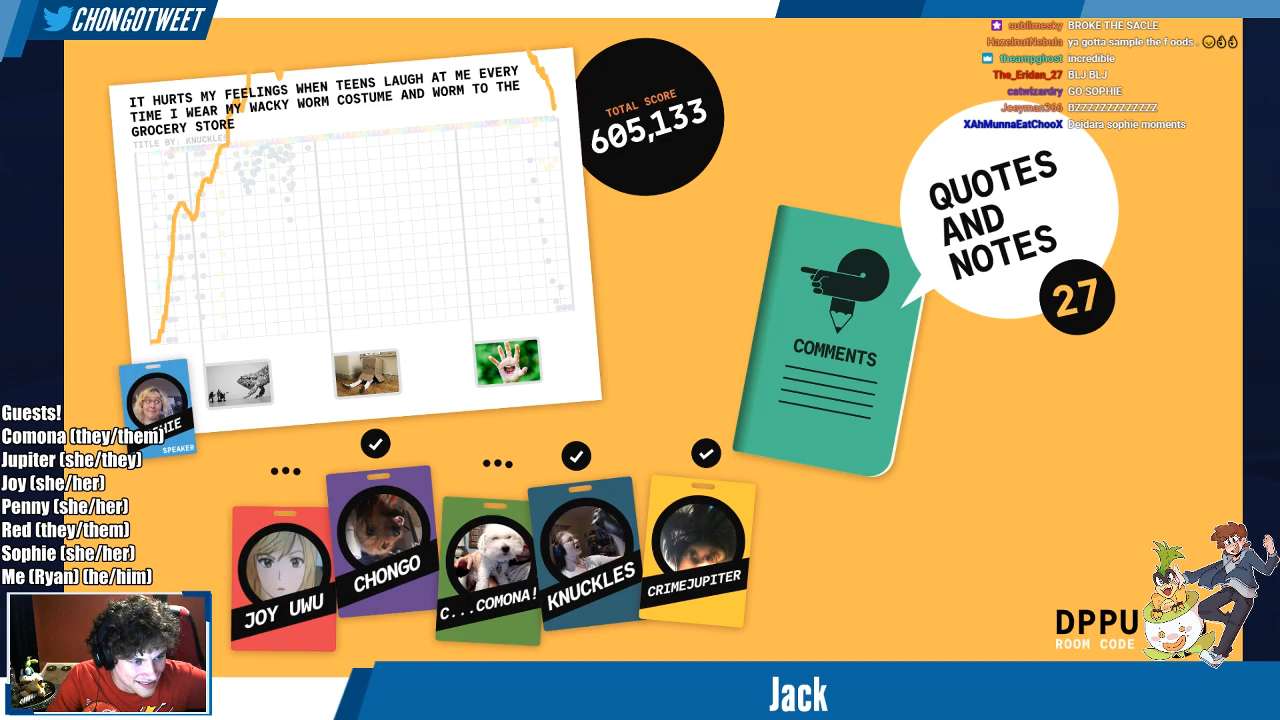 CHONGOTWEET
IT HURTS MY FEELINGS WHEN TEENS LAUGH AT ME EVERY
TIME I WEAR MY WACKY WORM COSTUME AND WORM TO THE
GROCERY STORE
TITLE BY: KNUCKLES
TOTAL SCORE
605,133
sublimesky BROKE THE SACLE
HazelnutNebula ya gotta sample the f oods .
theampghost incredible
The_Eridan_27 BLJ BLJ
catwizardry GO SOPHIE
Joeyman366 BZZZZZZZZZZZZZ
XAhMunnaEatChooX Deidara sophie moments
QUOTES
AND
NOTES
27
COMMENTS
SPEAKER
Guests!
Comona (they/them)
Jupiter (she/they)
Joy (she/her)
Penny (she/her)
Red (they/them)
Sophie (she/her)
Me (Ryan) (he/him)
JOY UWU
CHONGO
C...COMONA!
KNUCKLES
CRIMEJUPITER
DPPU
ROOM CODE
Jack